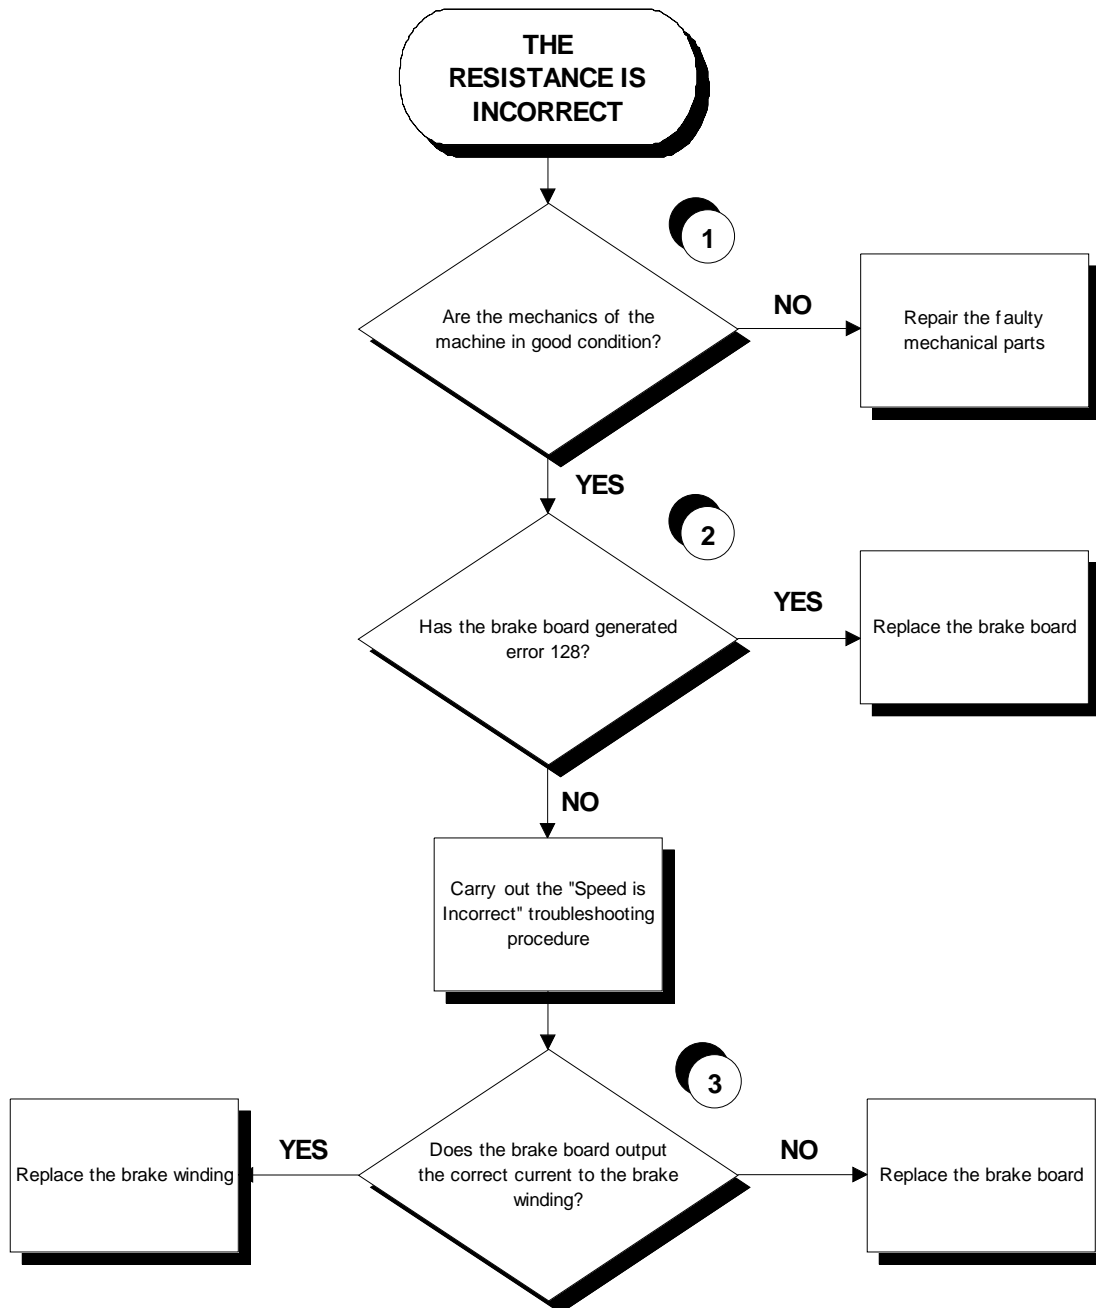 THE
RESISTANCE IS
INCORRECT
1
Are the mechanics of the
machine in good condition?
NO
Repair the faulty
mechanical parts
YES
2
Has the brake board generated
error 128?
YES
Replace the brake board
NO
Carry out the "Speed is
Incorrect" troubleshooting
procedure
3
Replace the brake winding
YES
Does the brake board output
the correct current to the brake
winding?
NO
Replace the brake board